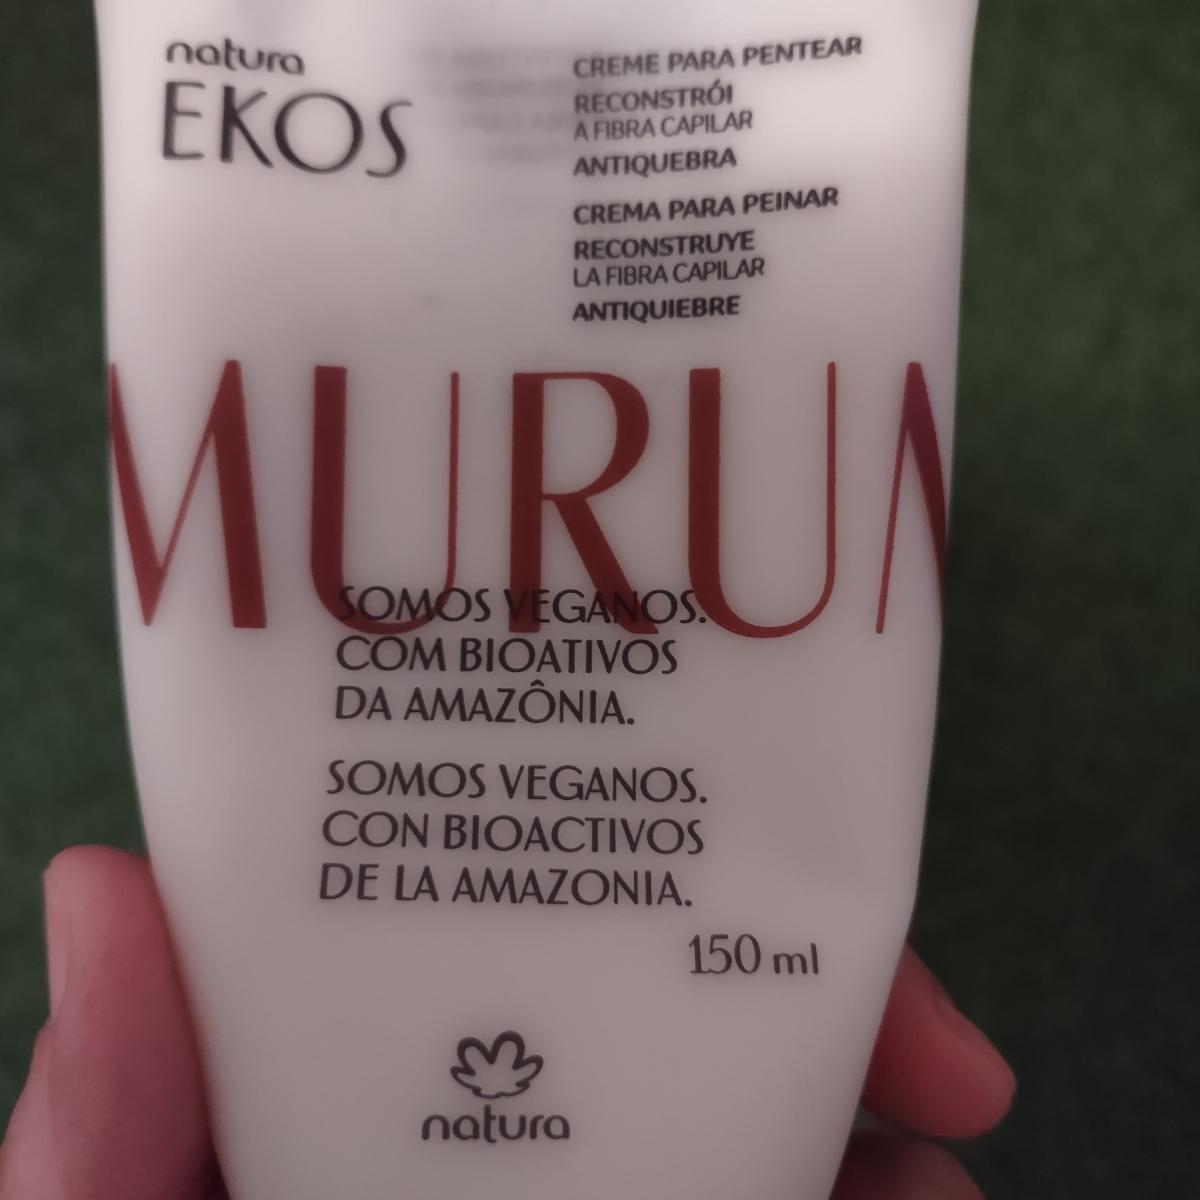 natura
EKOS
CREME PARA PENTEAR
RECONSTRÓI
A FIBRA CAPILAR
ANTIQUEBRA
CREMA PARA PEINAR
RECONSTRUYE
LA FIBRA CAPILAR
ANTIQUIEBRE
MURUM
SOMOS VEGANOS.
COM BIOATIVOS
DA AMAZÔNIA.
SOMOS VEGANOS.
CON BIOACTIVOS
DE LA AMAZONIA.
150 ml
natura